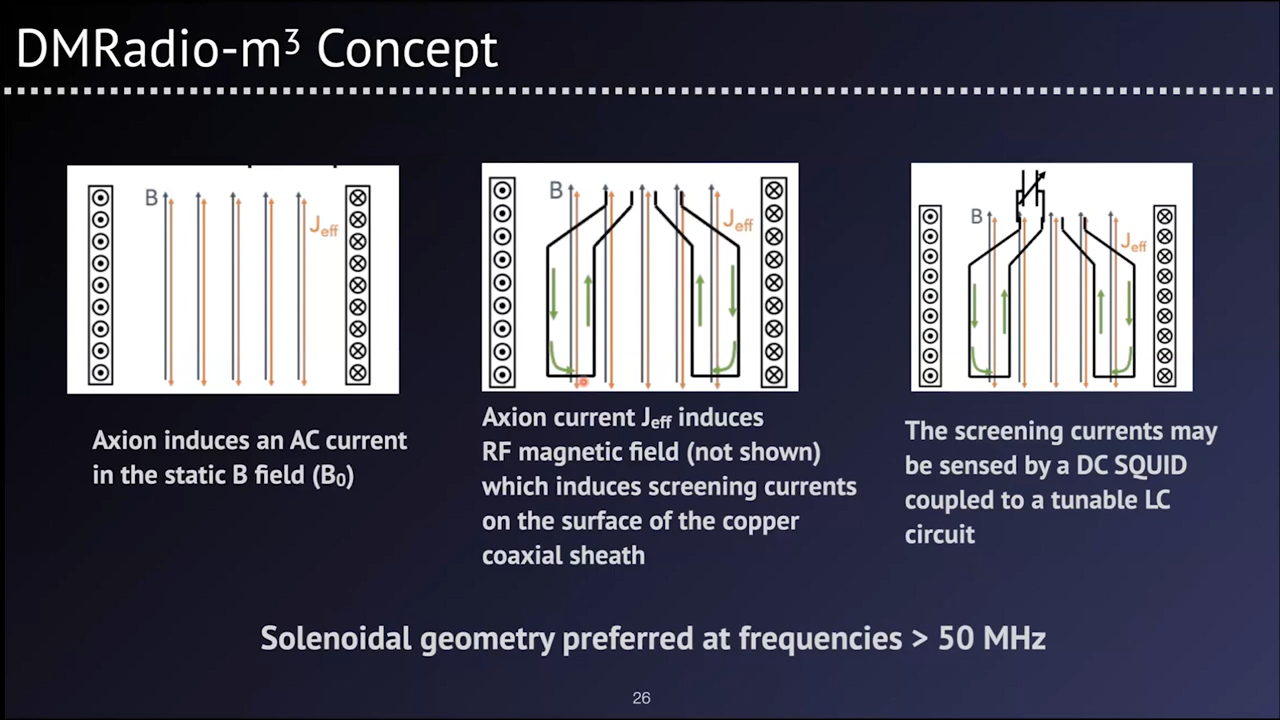 DMRadio-m³ Concept
B
J_eff
B
J_eff
B
J_eff
Axion induces an AC current
in the static B field (B₀)
Axion current J_eff induces
RF magnetic field (not shown)
which induces screening currents
on the surface of the copper
coaxial sheath
The screening currents may
be sensed by a DC SQUID
coupled to a tunable LC
circuit
Solenoidal geometry preferred at frequencies > 50 MHz
26